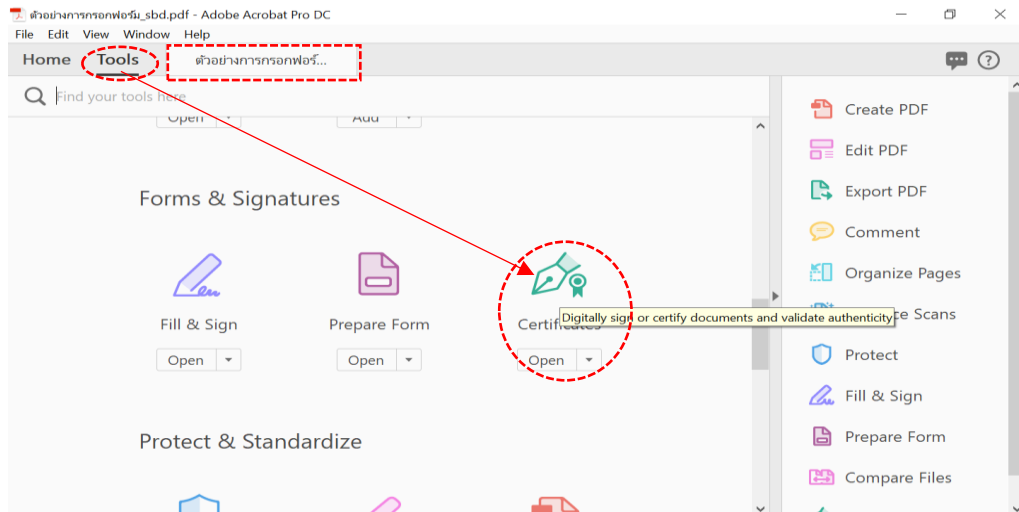 ตัวอย่างการกรอกฟอร์ม_sbd.pdf - Adobe Acrobat Pro DC
File Edit View Window Help
Home Tools ตัวอย่างการกรอกฟอร์...
Find your tools here
Open Add
Forms & Signatures
Fill & Sign Prepare Form Certificates
Digitally sign or certify documents and validate authenticity
Open Open Open
Protect & Standardize
Create PDF
Edit PDF
Export PDF
Comment
Organize Pages
ce Scans
Protect
Fill & Sign
Prepare Form
Compare Files